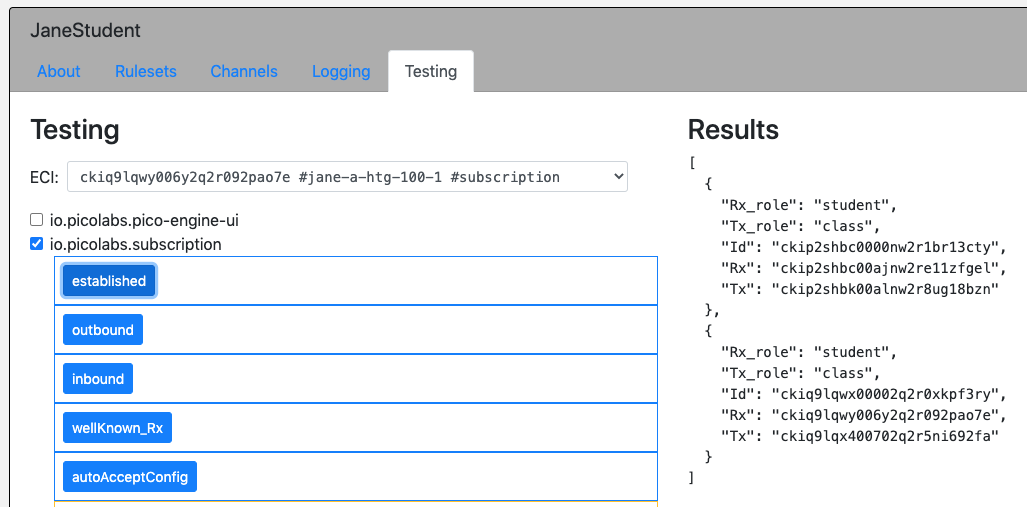 JaneStudent
About Rulesets Channels Logging Testing
Testing
ECI: ckiq9lqwy006y2q2r092pao7e #jane-a-htg-100-1 #subscription
io.picolabs.pico-engine-ui
io.picolabs.subscription
established
outbound
inbound
wellKnown_Rx
autoAcceptConfig
Results
[
{
"Rx_role": "student",
"Tx_role": "class",
"Id": "ckip2shbc0000nw2r1br13cty",
"Rx": "ckip2shbc00ajnw2re11zfgel",
"Tx": "ckip2shbk00alnw2r8ug18bzn"
},
{
"Rx_role": "student",
"Tx_role": "class",
"Id": "ckiq9lqwx00002q2r0xkpf3ry",
"Rx": "ckiq9lqwy006y2q2r092pao7e",
"Tx": "ckiq9lqx400702q2r5ni692fa"
}
]